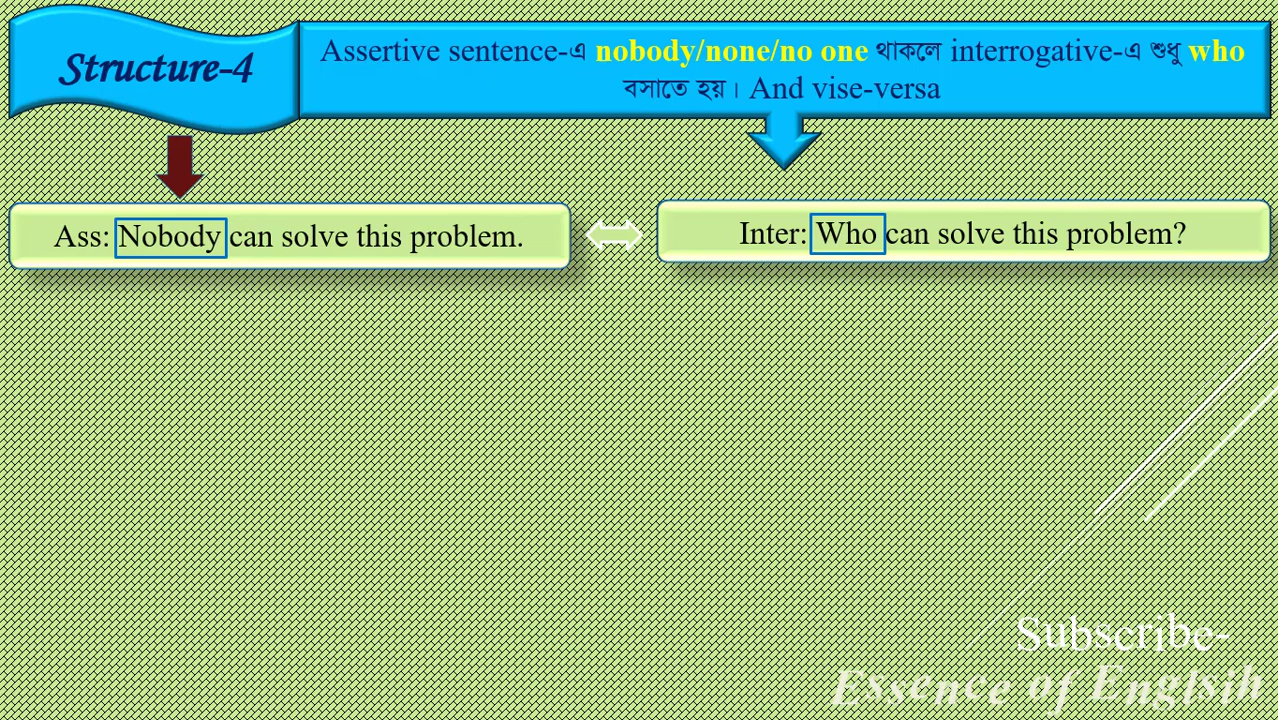 Structure-4
Assertive sentence-এ nobody/none/no one থাকলে interrogative-এ শুধু who
বসাতে হয়। And vise-versa
Ass: Nobody can solve this problem.
Inter: Who can solve this problem?
Subscribe-
Essence of Englsih